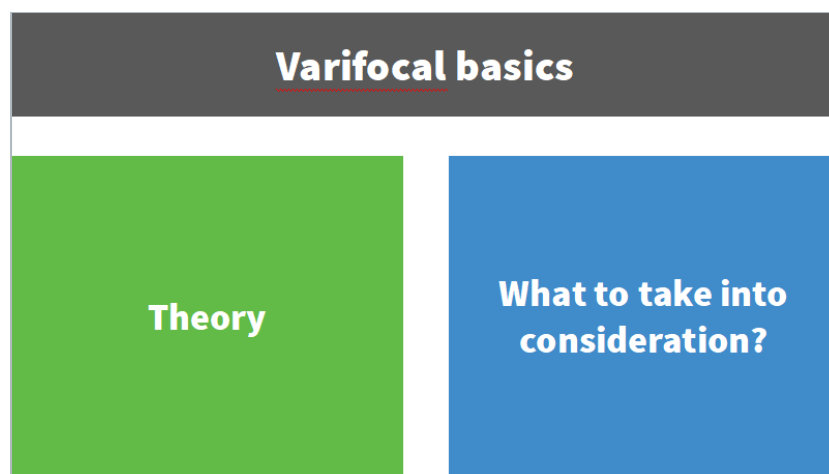 Varifocal basics
Theory
What to take into
consideration?